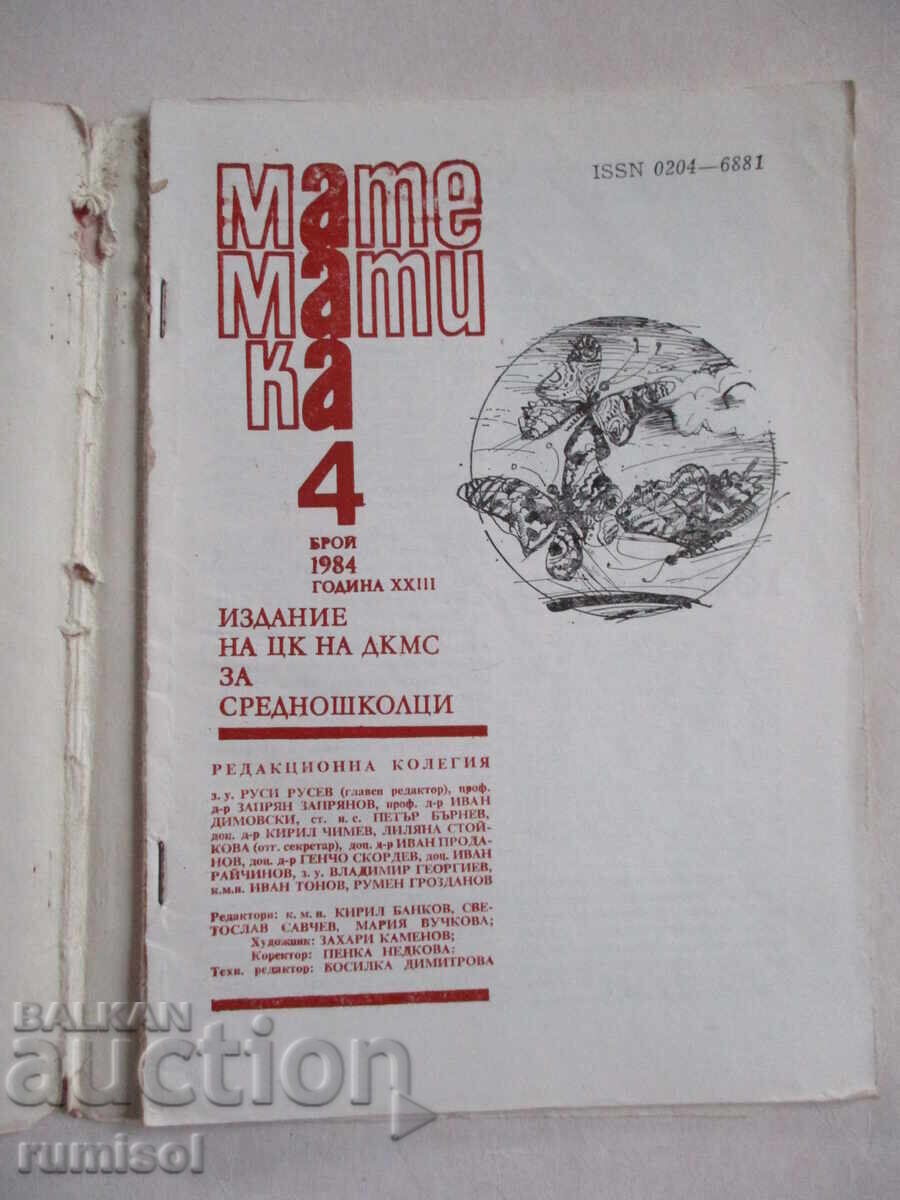 ISSN 0204—6881
мате
мати
ка
4
БРОЙ
1984
ГОДИНА XXIII
ИЗДАНИЕ
НА ЦК НА ДКМС
ЗА
СРЕДНОШКОЛЦИ
РЕДАКЦИОННА КОЛЕГИЯ
з. у. РУСИ РУСЕВ (главен редактор), проф.
д-р ЗАПРЯН ЗАПРЯНОВ, проф. д-р ИВАН
ДИМОВСКИ, ст. н. с. ПЕТЪР БЪРНЕВ,
доц. д-р КИРИЛ ЧИМЕВ, ЛИЛЯНА СТОЙ-
КОВА (отг. секретар), доц. д-р ИВАН ПРОДА-
НОВ, доц. д-р ГЕНЧО СКОРДЕВ, доц. ИВАН
РАЙЧИНОВ, з. у. ВЛАДИМИР ГЕОРГИЕВ,
к.м.н. ИВАН ТОНОВ, РУМЕН ГРОЗДАНОВ
Редактори: к. м. н. КИРИЛ БАНКОВ, СВЕ-
ТОСЛАВ САВЧЕВ, МАРИЯ ВУЧКОВА;
Художник: ЗАХАРИ КАМЕНОВ;
Коректор: ПЕНКА НЕДКОВА;
Техн. редактор: КОСИЛКА ДИМИТРОВА
BALKAN
auction
rumisol